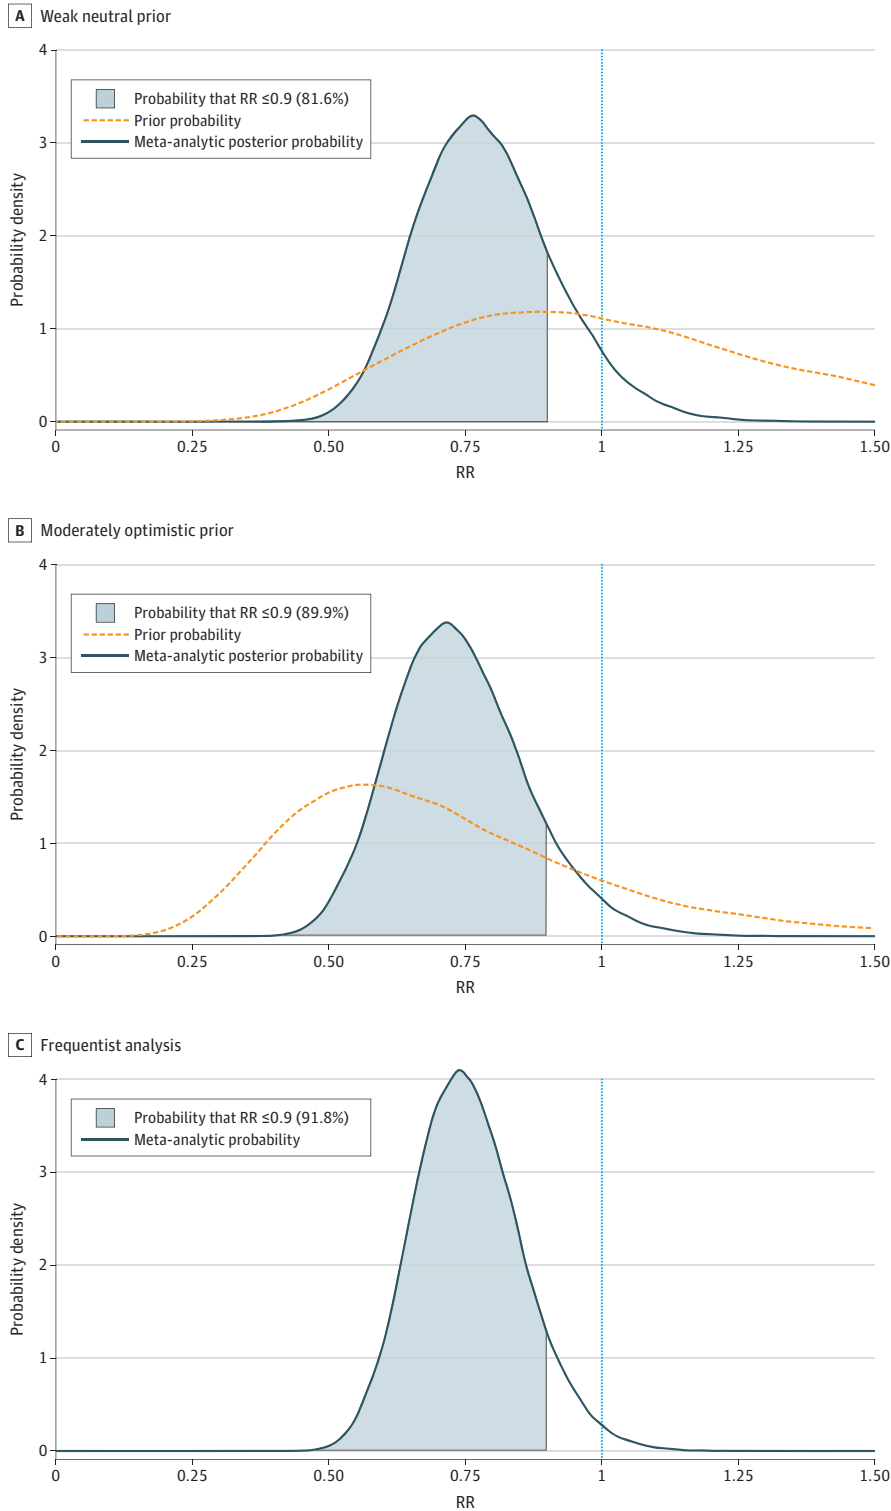 A Weak neutral prior
4
Probability that RR ≤0.9 (81.6%)
Prior probability
Meta-analytic posterior probability
3
Probability density
2
1
0
0 0.25 0.50 0.75 1 1.25 1.50
RR
B Moderately optimistic prior
4
Probability that RR ≤0.9 (89.9%)
Prior probability
Meta-analytic posterior probability
3
Probability density
2
1
0
0 0.25 0.50 0.75 1 1.25 1.50
RR
C Frequentist analysis
4
Probability that RR ≤0.9 (91.8%)
Meta-analytic probability
3
Probability density
2
1
0
0 0.25 0.50 0.75 1 1.25 1.50
RR